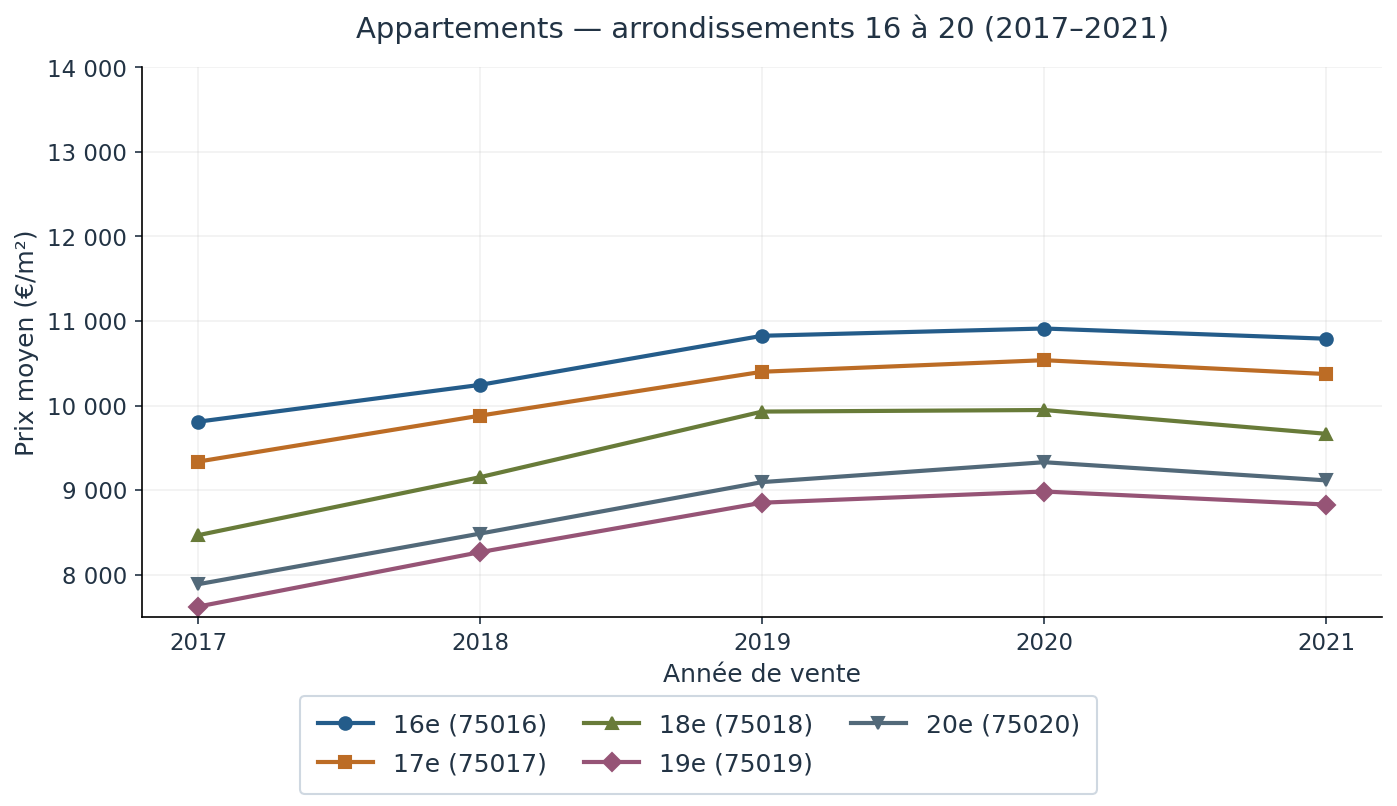 Appartements — arrondissements 16 à 20 (2017–2021)
Prix moyen (€/m²)
14 000
13 000
12 000
11 000
10 000
9 000
8 000
2017 2018 2019 2020 2021
Année de vente
16e (75016) 18e (75018) 20e (75020)
17e (75017) 19e (75019)